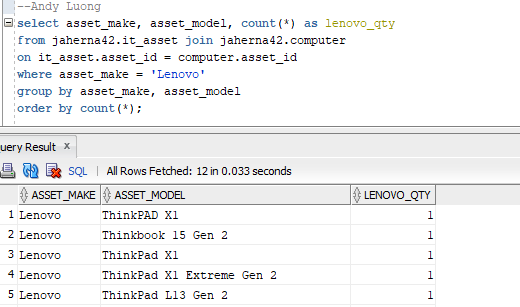 --Andy Luong
select asset_make, asset_model, count(*) as lenovo_qty
from jaherna42.it_asset join jaherna42.computer
on it_asset.asset_id = computer.asset_id
where asset_make = 'Lenovo'
group by asset_make, asset_model
order by count(*);
uery Result x
SQL | All Rows Fetched: 12 in 0.033 seconds
ASSET_MAKE ASSET_MODEL LENOVO_QTY
1 Lenovo ThinkPAD X1 1
2 Lenovo Thinkbook 15 Gen 2 1
3 Lenovo ThinkPad X1 1
4 Lenovo ThinkPad X1 Extreme Gen 2 1
5 Lenovo ThinkPad L13 Gen 2 1